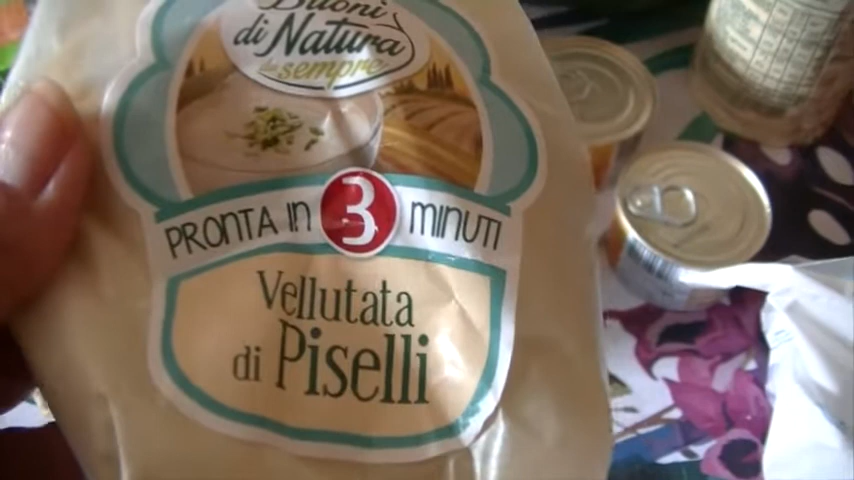 Buoni
di Natura
da sempre
PRONTA IN 3 MINUTI
Vellutata
di Piselli